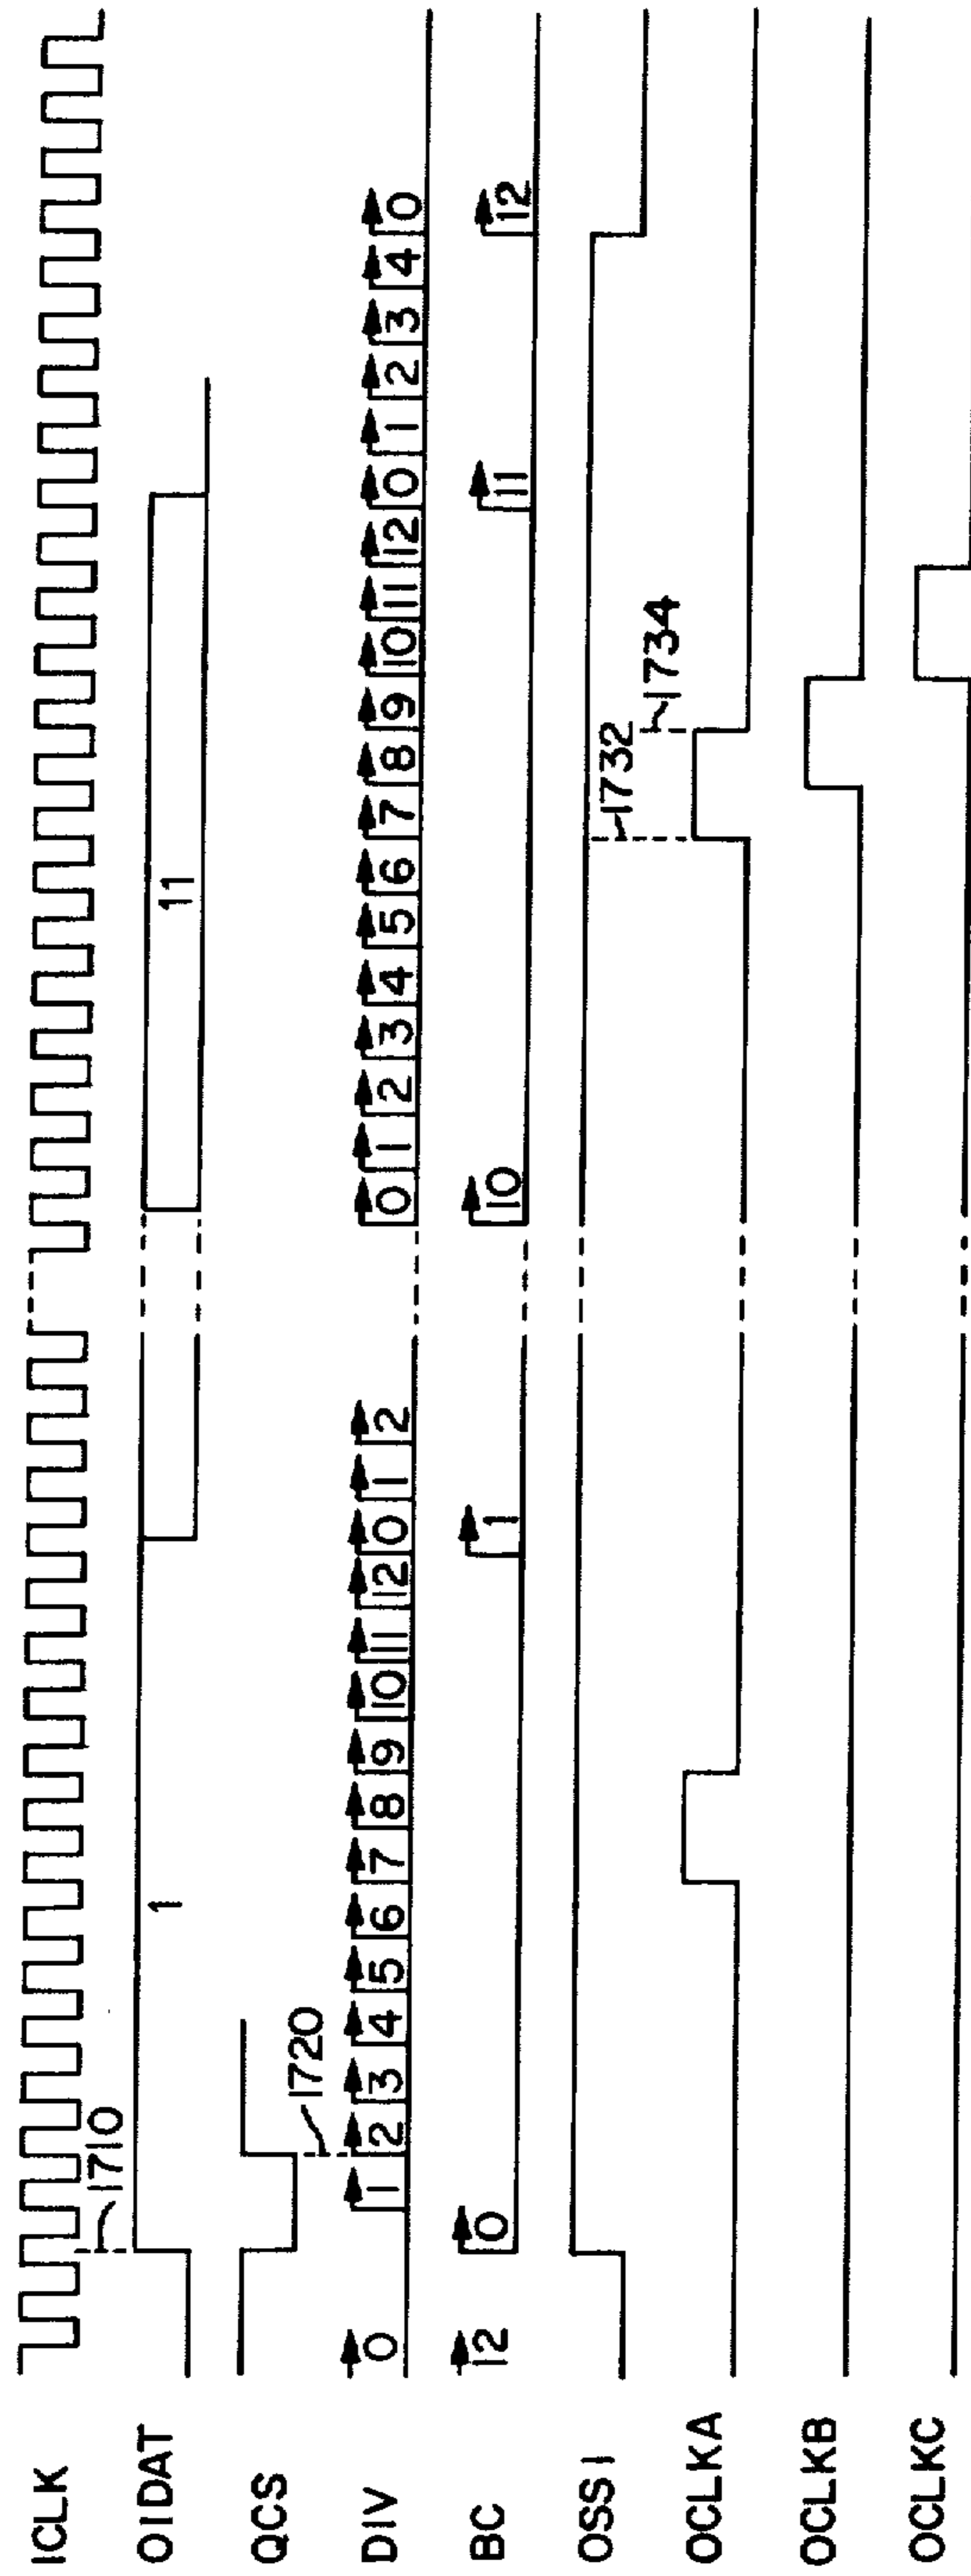 ICLK
1710
OIDAT 1 11
QCS
1720
DIV 0 1 2 3 4 5 6 7 8 9 10 11 12 0 1 2 0 1 2 3 4 5 6 7 8 9 10 11 12 0 1 2 3 4 0
BC 12 0 1 10 11 12
OSS1
1732
1734
OCLKA
OCLKB
OCLKC